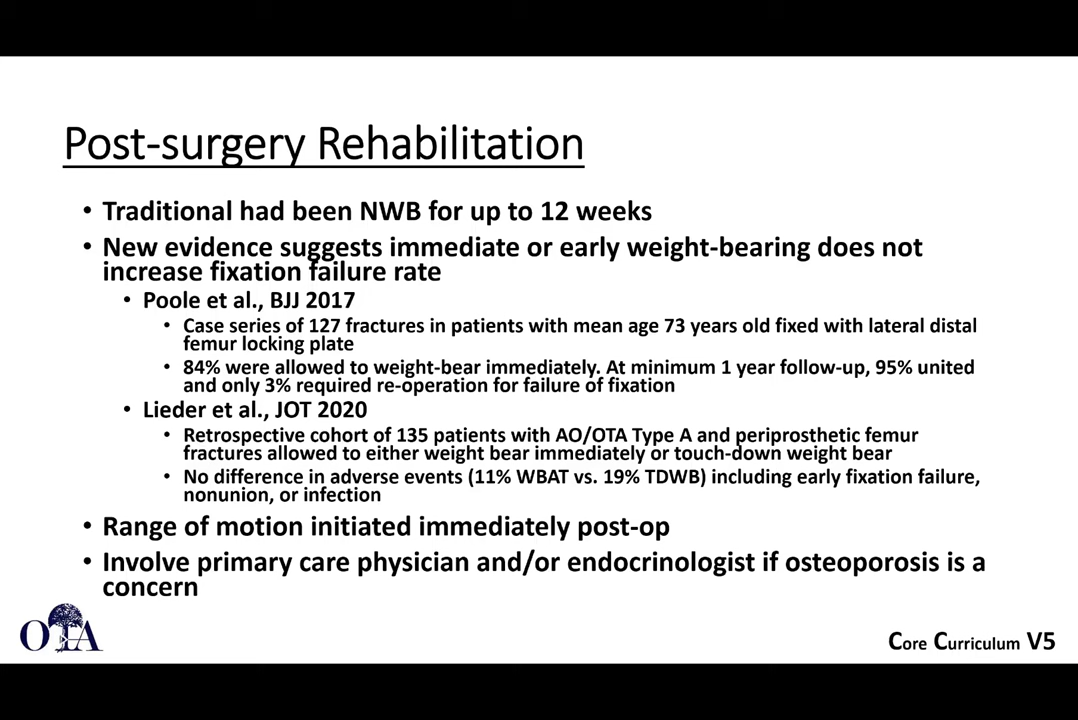 Post-surgery Rehabilitation
• Traditional had been NWB for up to 12 weeks
• New evidence suggests immediate or early weight-bearing does not
increase fixation failure rate
• Poole et al., BJJ 2017
• Case series of 127 fractures in patients with mean age 73 years old fixed with lateral distal
femur locking plate
• 84% were allowed to weight-bear immediately. At minimum 1 year follow-up, 95% united
and only 3% required re-operation for failure of fixation
• Lieder et al., JOT 2020
• Retrospective cohort of 135 patients with AO/OTA Type A and periprosthetic femur
fractures allowed to either weight bear immediately or touch-down weight bear
• No difference in adverse events (11% WBAT vs. 19% TDWB) including early fixation failure,
nonunion, or infection
• Range of motion initiated immediately post-op
• Involve primary care physician and/or endocrinologist if osteoporosis is a
concern
OTA
Core Curriculum V5